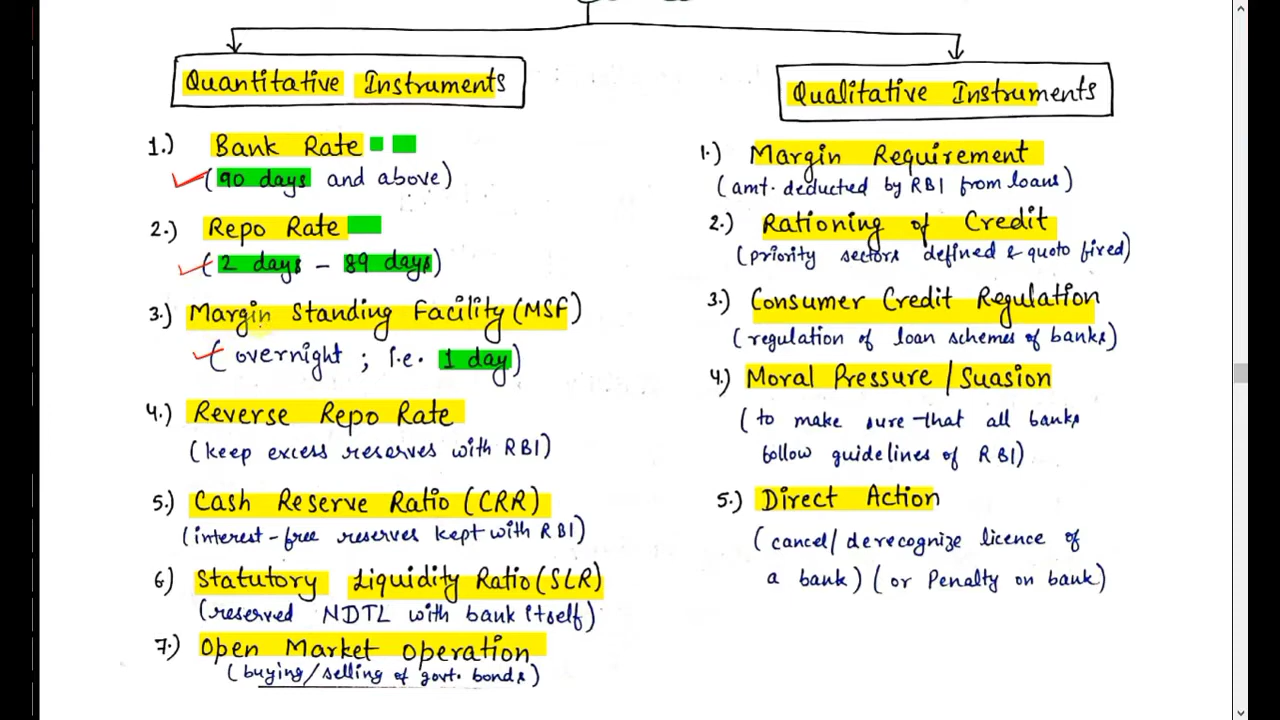 Quantitative Instruments
1.) Bank Rate
(90 days and above)
2.) Repo Rate
(2 days - 89 days)
3.) Margin Standing Facility (MSF)
(overnight ; i.e. 1 day)
4.) Reverse Repo Rate
(keep excess reserves with RBI)
5.) Cash Reserve Ratio (CRR)
(interest-free reserves kept with RBI)
6) Statutory Liquidity Ratio (SLR)
(reserved NDTL with bank itself)
7.) Open Market operation
(buying/selling of govt. bonds)
Qualitative Instruments
1.) Margin Requirement
(amt. deducted by RBI from loans)
2.) Rationing of Credit
(priority sectors defined & quoto fixed)
3.) Consumer Credit Regulation
(regulation of loan schemes of banks)
4.) Moral Pressure / Suasion
(to make sure that all banks
follow guidelines of RBI)
5.) Direct Action
(cancel/ derecognize licence of
a bank) (or Penalty on bank)